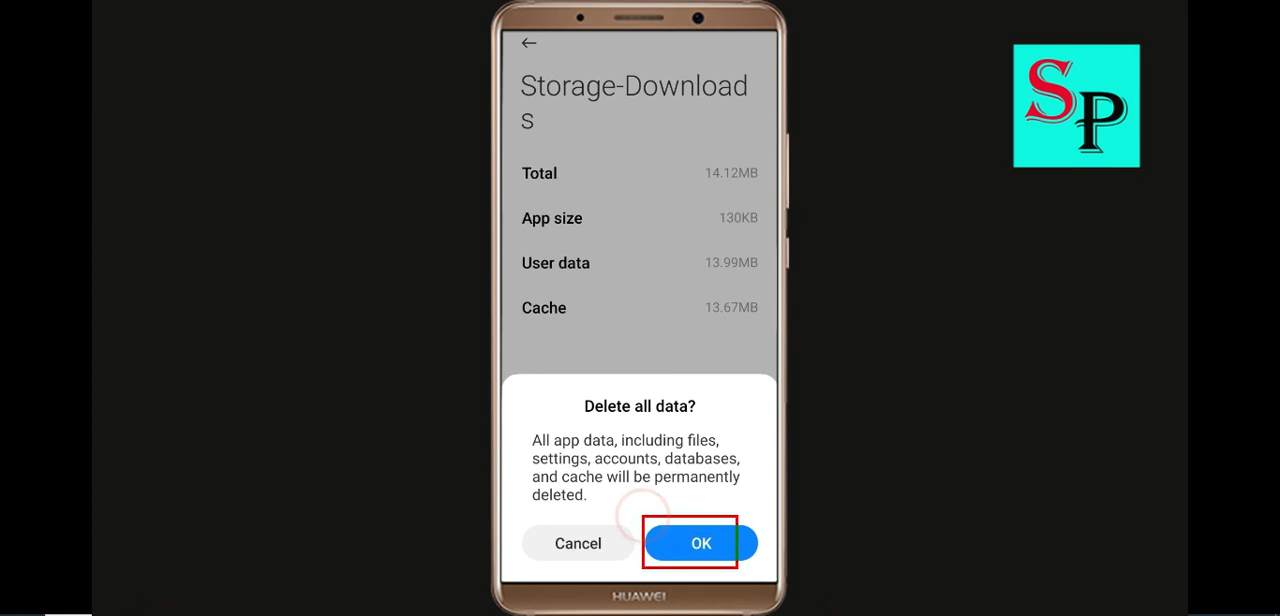 SP
Storage-Download
s
Total 14.12MB
App size 130KB
User data 13.99MB
Cache 13.67MB
Delete all data?
All app data, including files,
settings, accounts, databases,
and cache will be permanently
deleted.
Cancel OK
HUAWEI